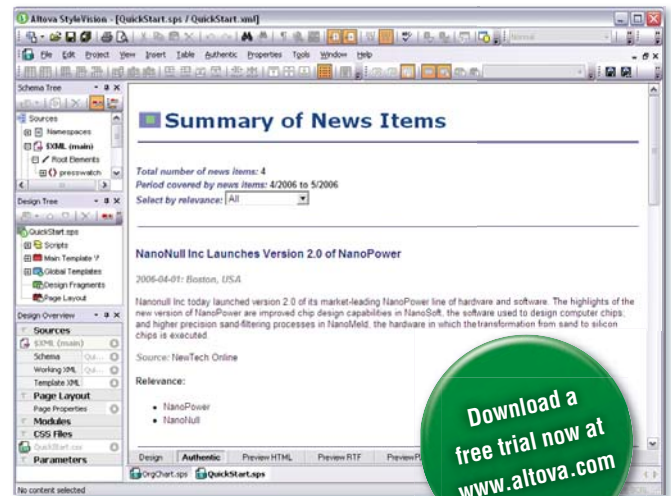 Altova StyleVision - [QuickStart.sps / QuickStart.xml]
File Edit Project View Insert Table Authentic Properties Tools Window Help
Schema Tree
Sources
Namespaces
$XML (main)
Root Elements
presswatch
Design Tree
QuickStart.sps
Scripts
Main Template
Global Templates
Design Fragments
Page Layout
Design Overview
Sources
$XML (main)
Schema
Working XML
Template XML
Page Layout
Page Properties
Modules
CSS Files
QuickStart.css
Parameters
No content selected
Summary of News Items
Total number of news items: 4
Period covered by news items: 4/2006 to 5/2006
Select by relevance: All
NanoNull Inc Launches Version 2.0 of NanoPower
2006-04-01: Boston, USA
Nanonull Inc today launched version 2.0 of its market-leading NanoPower line of hardware and software. The highlights of the
new version of NanoPower are improved chip design capabilities in NanoSoft, the software used to design computer chips;
and higher precision sand-filtering processes in NanoMeld, the hardware in which the transformation from sand to silicon
chips is executed.
Source: NewTech Online
Relevance:
NanoPower
NanoNull
Design Authentic Preview HTML Preview RTF
OrgChart.sps QuickStart.sps
Download a
free trial now at
www.altova.com